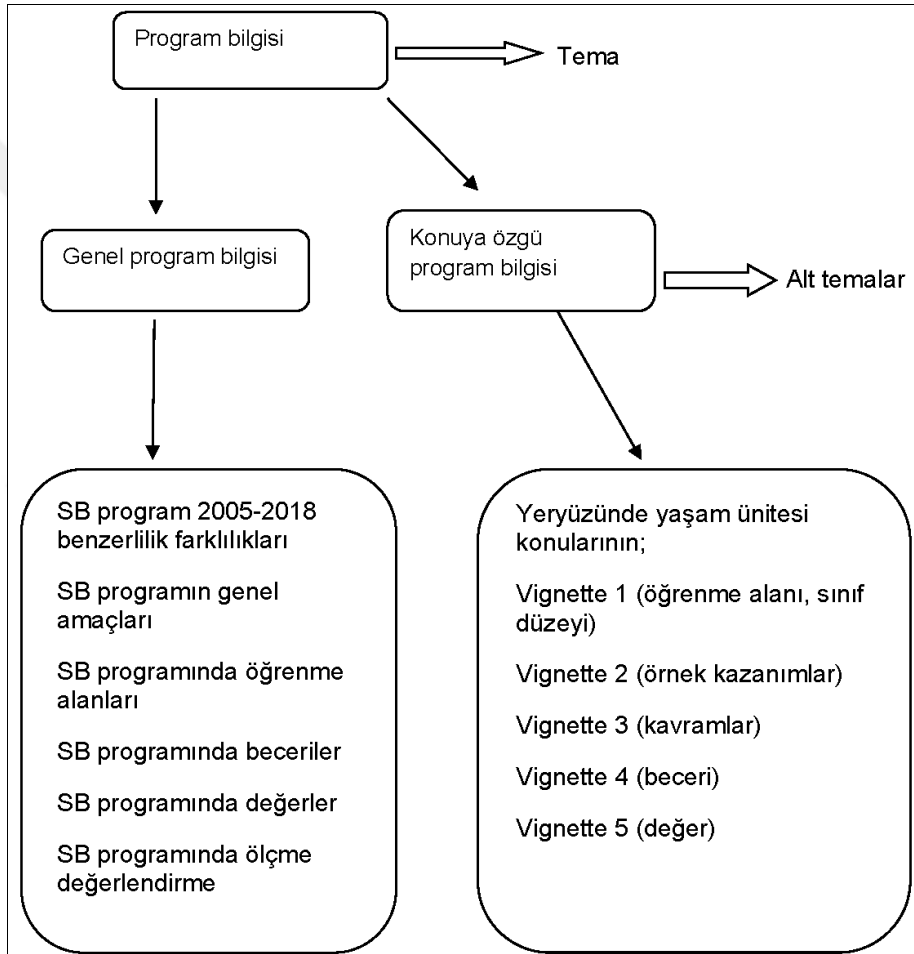 Program bilgisi
Tema
Genel program bilgisi
Konuya özgü
program bilgisi
Alt temalar
SB program 2005-2018
benzerlilik farklılıkları
SB programın genel
amaçları
SB programında öğrenme
alanları
SB programında beceriler
SB programında değerler
SB programında ölçme
değerlendirme
Yeryüzünde yaşam ünitesi
konularının;
Vignette 1 (öğrenme alanı, sınıf
düzeyi)
Vignette 2 (örnek kazanımlar)
Vignette 3 (kavramlar)
Vignette 4 (beceri)
Vignette 5 (değer)